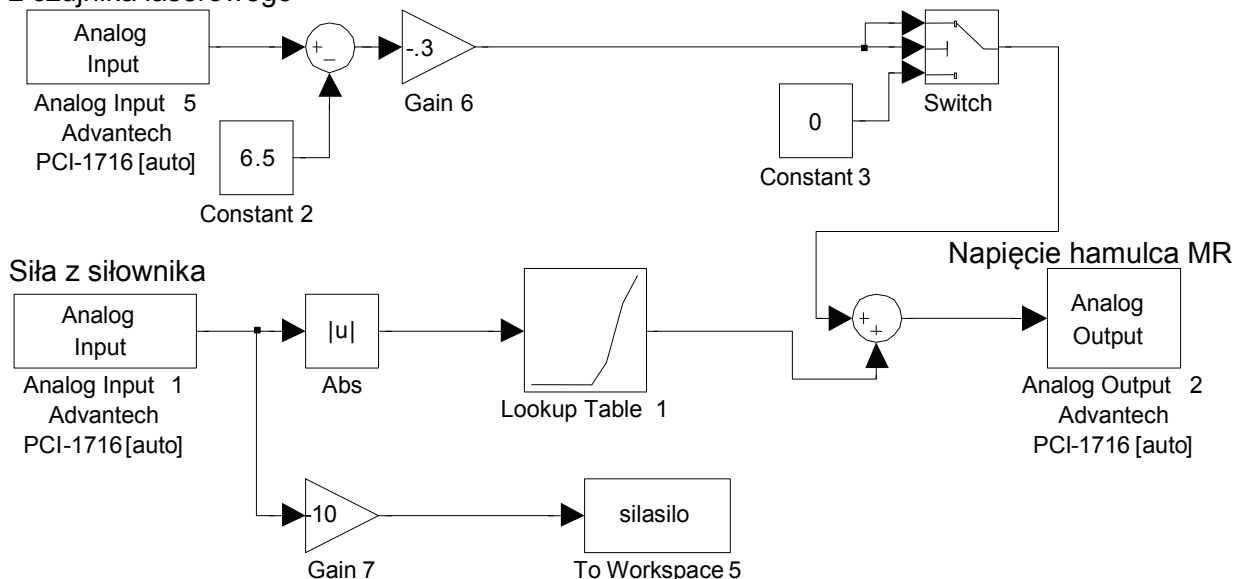 z czujnika laserowego
Analog
Input
Analog Input 5
Advantech
PCI-1716 [auto]
+
−
6.5
Constant 2
-.3
Gain 6
0
Constant 3
Switch
Siła z siłownika
Analog
Input
Analog Input 1
Advantech
PCI-1716 [auto]
|u|
Abs
Lookup Table 1
+
+
Napięcie hamulca MR
Analog
Output
Analog Output 2
Advantech
PCI-1716 [auto]
-10
Gain 7
silasilo
To Workspace 5